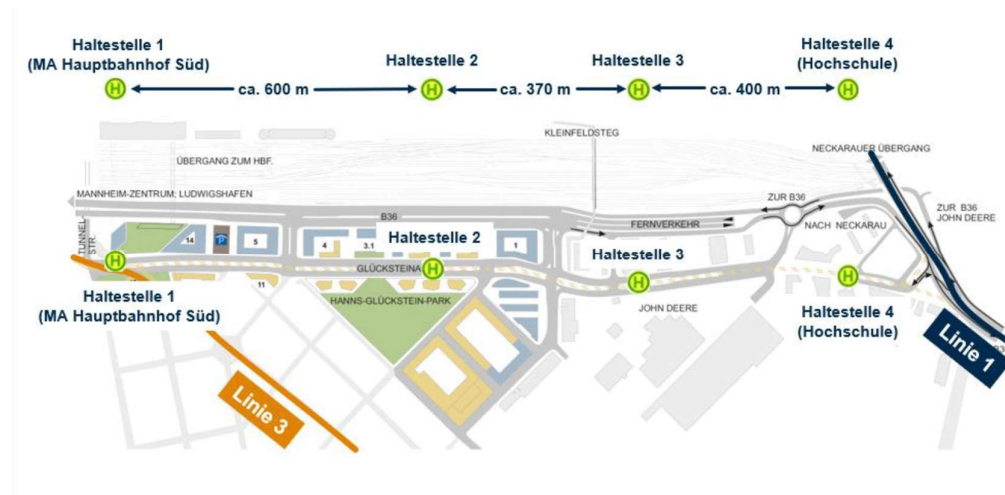 Haltestelle 1
(MA Hauptbahnhof Süd)
Haltestelle 2
Haltestelle 3
Haltestelle 4
(Hochschule)
H
ca. 600 m
H
ca. 370 m
H
ca. 400 m
H
KLEINFELDSTEG
NECKARAUER ÜBERGANG
ÜBERGANG ZUM HBF.
MANNHEIM-ZENTRUM; LUDWIGSHAFEN
ZUR B36
ZUR B36
JOHN DEERE
B36
FERNVERKEHR
NACH NECKARAU
TUNNEL-
STR.
14
P
5
4
3.1
Haltestelle 2
1
Haltestelle 3
H
GLÜCKSTEINA
H
H
H
11
Haltestelle 1
(MA Hauptbahnhof Süd)
HANNS-GLÜCKSTEIN-PARK
JOHN DEERE
Haltestelle 4
(Hochschule)
Linie 1
Linie 3